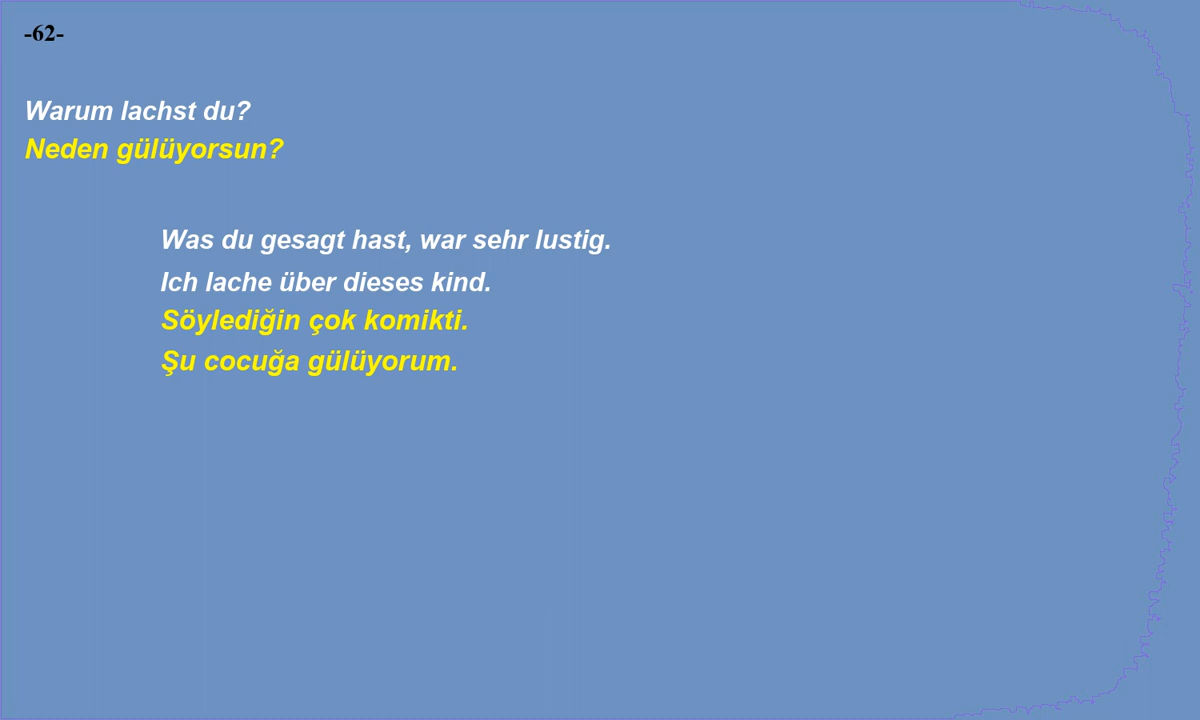 -62-
Warum lachst du?
Neden gülüyorsun?
Was du gesagt hast, war sehr lustig.
Ich lache über dieses kind.
Söylediğin çok komikti.
Şu cocuğa gülüyorum.